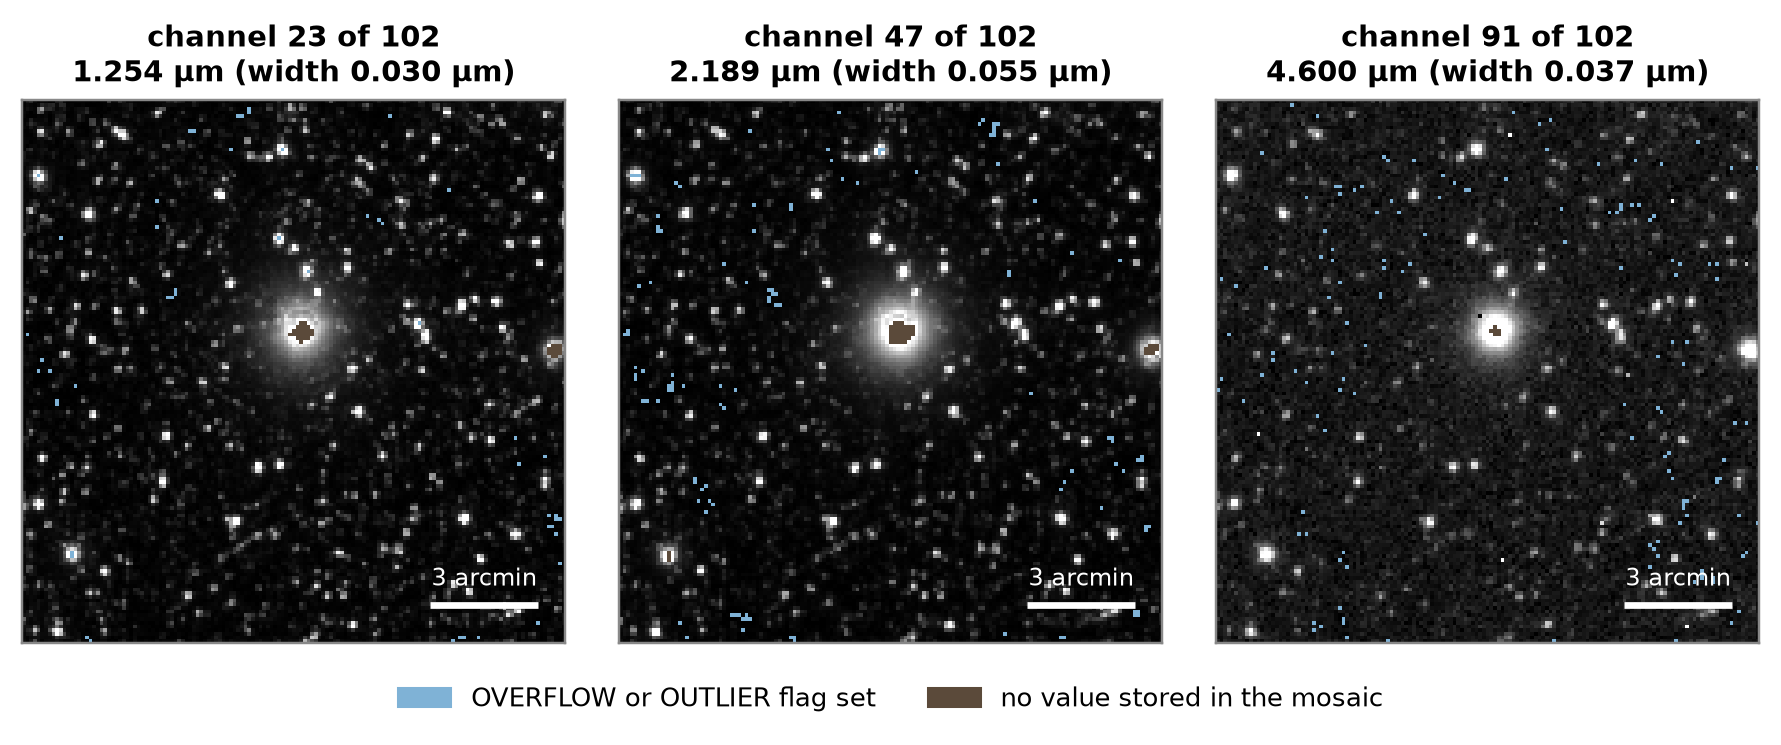 channel 23 of 102
1.254 μm (width 0.030 μm)
channel 47 of 102
2.189 μm (width 0.055 μm)
channel 91 of 102
4.600 μm (width 0.037 μm)
3 arcmin
3 arcmin
3 arcmin
OVERFLOW or OUTLIER flag set
no value stored in the mosaic